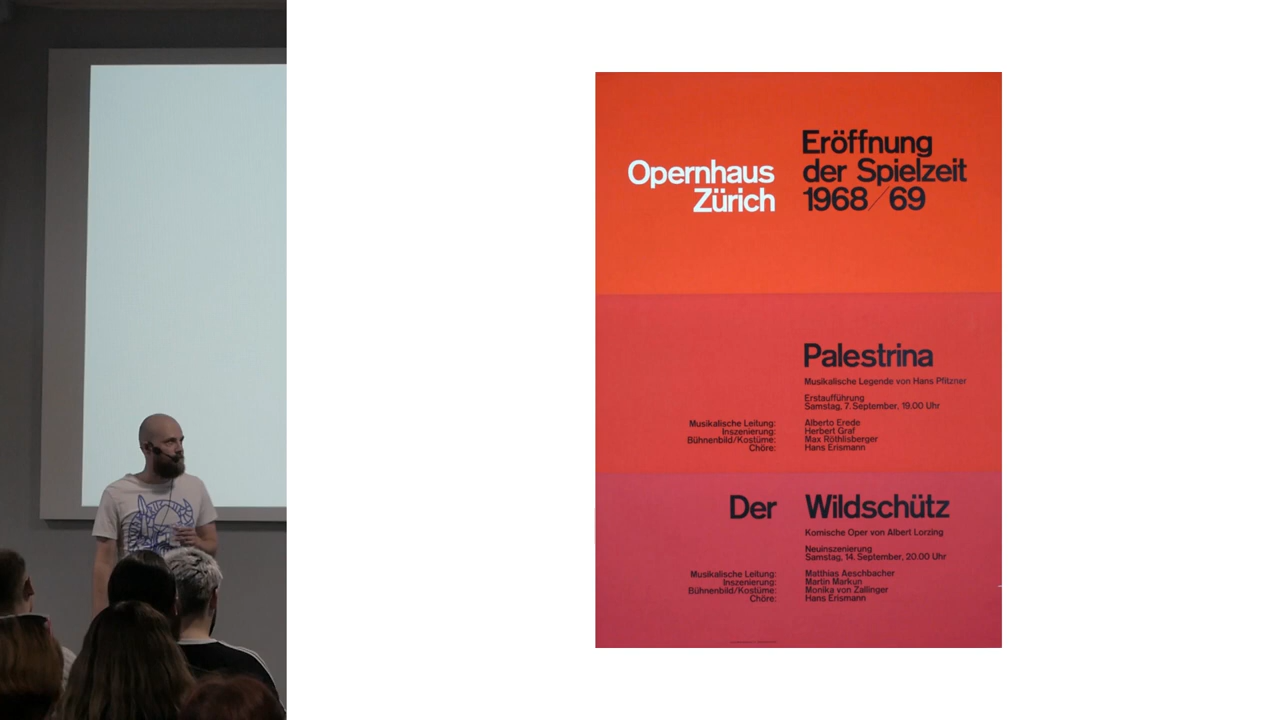 Opernhaus
Zürich
Eröffnung
der Spielzeit
1968/69
Palestrina
Musikalische Legende von Hans Pfitzner
Erstaufführung
Samstag, 7. September, 19.00 Uhr
Musikalische Leitung: Alberto Erede
Inszenierung: Herbert Graf
Bühnenbild/Kostüme: Max Röthlisberger
Chöre: Hans Erismann
Der Wildschütz
Komische Oper von Albert Lorzing
Neuinszenierung
Samstag, 14. September, 20.00 Uhr
Musikalische Leitung: Matthias Aeschbacher
Inszenierung: Martin Markun
Bühnenbild/Kostüme: Monika von Zallinger
Chöre: Hans Erismann